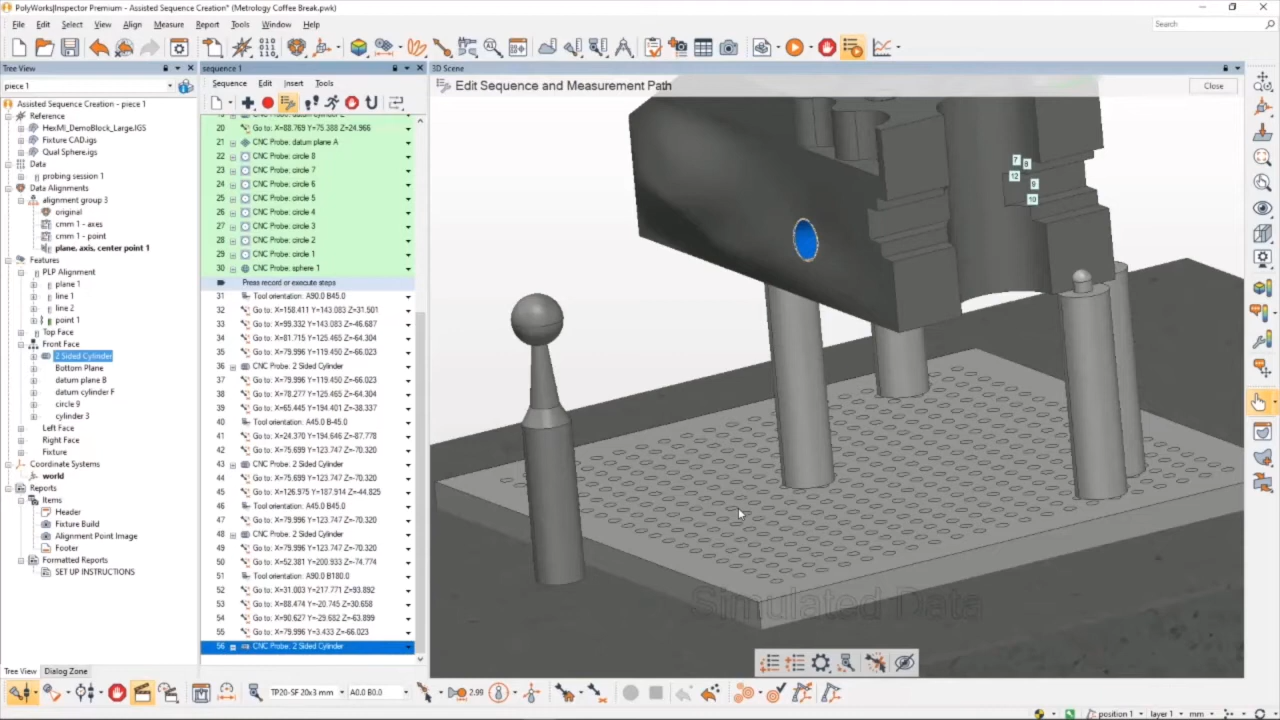 PolyWorks|Inspector Premium - Assisted Sequence Creation* (Metrology Coffee Break.pwk)
File Edit Select View Align Measure Report Tools Window Help
Search
Tree View
piece 1
Assisted Sequence Creation - piece 1
Reference
HexMI_DemoBlock_Large.IGS
Fixture CAD.igs
Qual Sphere.igs
Data
probing session 1
Data Alignments
alignment group 3
original
cmm 1 - axes
cmm 1 - point
plane, axis, center point 1
Features
PLP Alignment
plane 1
line 1
line 2
point 1
Top Face
Front Face
2 Sided Cylinder
Bottom Plane
datum plane B
datum cylinder F
circle 9
cylinder 3
Left Face
Right Face
Fixture
Coordinate Systems
world
Reports
Items
Header
Fixture Build
Alignment Point Image
Footer
Formatted Reports
SET UP INSTRUCTIONS
Tree View Dialog Zone
sequence 1
Sequence Edit Insert Tools
20 Go to: X=88.769 Y=75.388 Z=24.966
21 CNC Probe: datum plane A
22 CNC Probe: circle 8
23 CNC Probe: circle 7
24 CNC Probe: circle 6
25 CNC Probe: circle 5
26 CNC Probe: circle 4
27 CNC Probe: circle 3
28 CNC Probe: circle 2
29 CNC Probe: circle 1
30 CNC Probe: sphere 1
Press record or execute steps
31 Tool orientation: A90.0 B45.0
32 Go to: X=158.411 Y=143.083 Z=31.501
33 Go to: X=99.332 Y=143.083 Z=-46.687
34 Go to: X=81.715 Y=125.465 Z=-64.304
35 Go to: X=79.996 Y=119.450 Z=-66.023
36 CNC Probe: 2 Sided Cylinder
37 Go to: X=79.996 Y=119.450 Z=-66.023
38 Go to: X=78.277 Y=125.465 Z=-64.304
39 Go to: X=65.445 Y=194.401 Z=-38.337
40 Tool orientation: A45.0 B-45.0
41 Go to: X=24.370 Y=194.646 Z=-87.778
42 Go to: X=75.699 Y=123.747 Z=-70.320
43 CNC Probe: 2 Sided Cylinder
44 Go to: X=75.699 Y=123.747 Z=-70.320
45 Go to: X=126.975 Y=187.914 Z=-44.825
46 Tool orientation: A45.0 B45.0
47 Go to: X=79.996 Y=123.747 Z=-70.320
48 CNC Probe: 2 Sided Cylinder
49 Go to: X=79.996 Y=123.747 Z=-70.320
50 Go to: X=52.381 Y=200.933 Z=-74.774
51 Tool orientation: A90.0 B180.0
52 Go to: X=31.003 Y=217.771 Z=93.892
53 Go to: X=88.474 Y=-20.745 Z=30.658
54 Go to: X=90.627 Y=-29.682 Z=-63.899
55 Go to: X=79.996 Y=3.433 Z=-66.023
56 CNC Probe: 2 Sided Cylinder
3D Scene
Edit Sequence and Measurement Path
Close
7 8
12
9
10
Simulated Data
TP20-SF 20x3 mm A0.0 B0.0 2.99
position 1 layer 1 mm